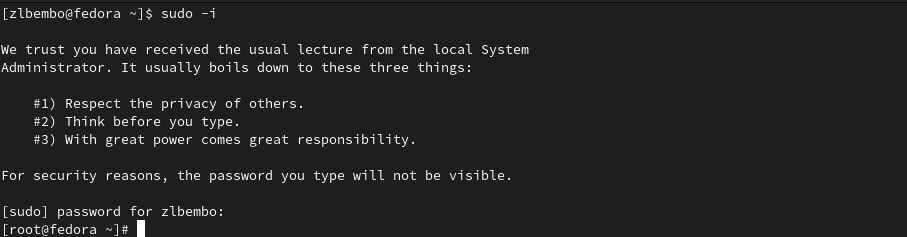 [zlbembo@fedora ~]$ sudo -i
We trust you have received the usual lecture from the local System
Administrator. It usually boils down to these three things:
#1) Respect the privacy of others.
#2) Think before you type.
#3) With great power comes great responsibility.
For security reasons, the password you type will not be visible.
[sudo] password for zlbembo:
[root@fedora ~]#